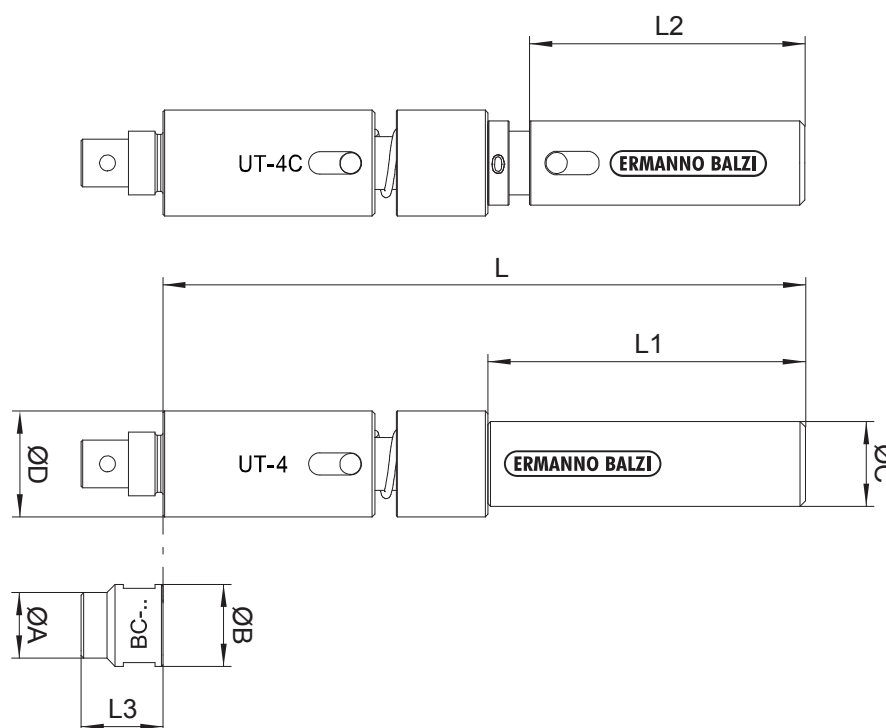 L2
UT-4C
ERMANNO BALZI
L
L1
ØD
UT-4
ERMANNO BALZI
ØC
ØA
BC-..
ØB
L3